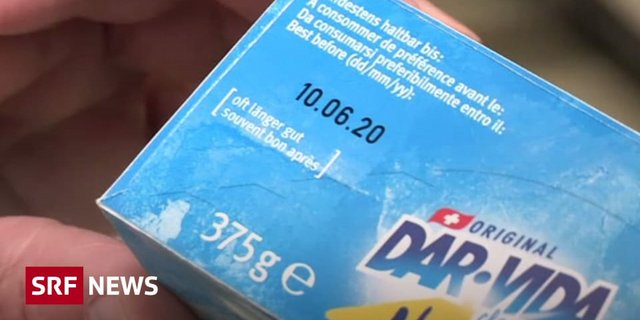 destens haltbar bis:
A consommer de préférence avant le:
Da consumarsi preferibilmente entro il:
Best before (dd/mm/yy):
10.06.20
[oft länger gut
souvent bon après]
375g e
ORIGINAL
DAR·VIDA
SRF NEWS